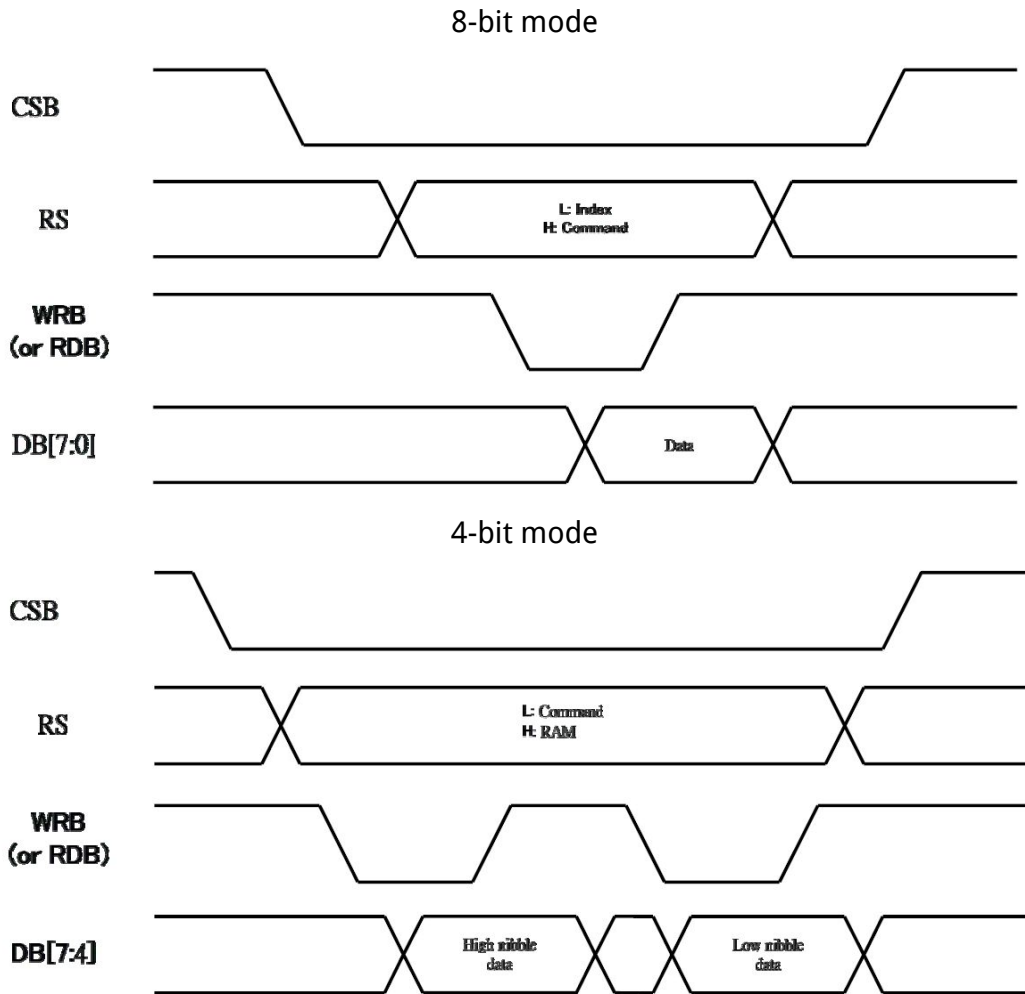 8-bit mode
CSB
RS
L: Index
H: Command
WRB
(or RDB)
DB[7:0]
Data
4-bit mode
CSB
RS
L: Command
H: RAM
WRB
(or RDB)
DB[7:4]
High nibble
data
Low nibble
data